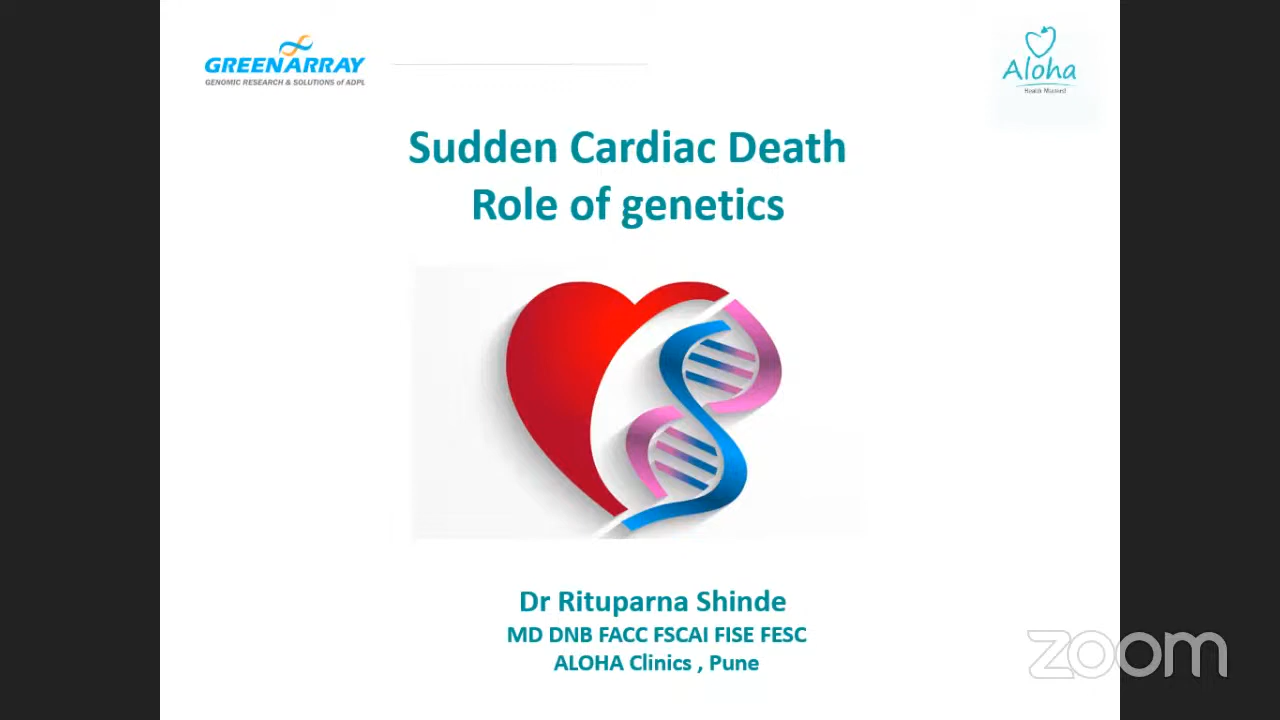 GREENARRAY
GENOMIC RESEARCH & SOLUTIONS of ADPL
Aloha
Sudden Cardiac Death
Role of genetics
Dr Rituparna Shinde
MD DNB FACC FSCAI FISE FESC
ALOHA Clinics , Pune
zoom